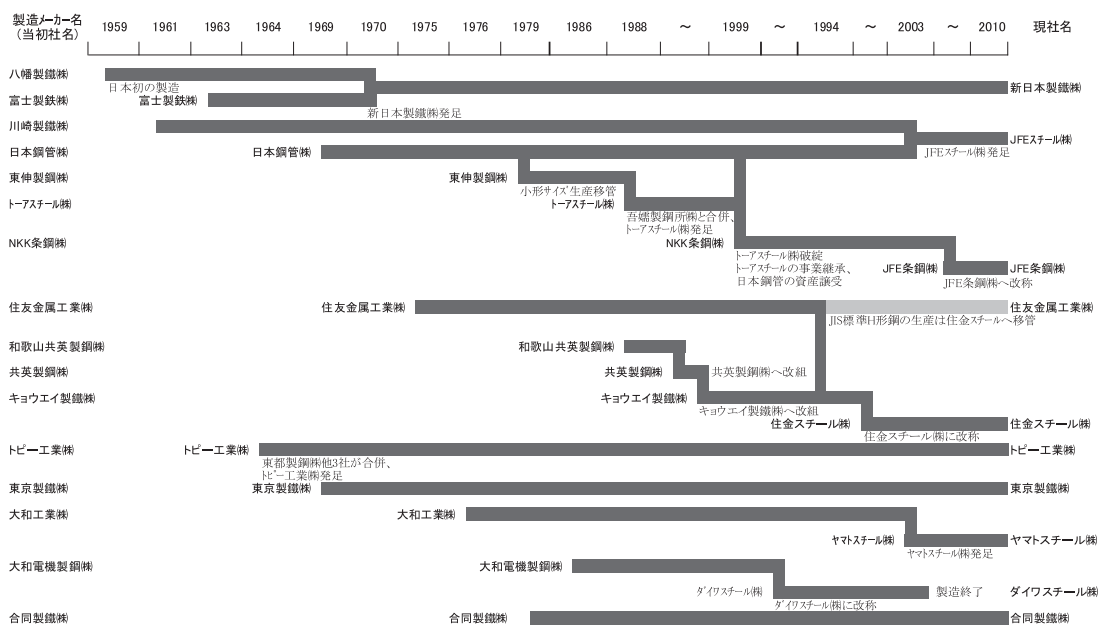 製造メーカー名
（当初社名）
1959 1961 1963 1964 1969 1970 1975 1976 1979 1986 1988 ～ 1999 ～ 1994 ～ 2003 ～ 2010 現社名
八幡製鐵㈱
日本初の製造
新日本製鐵㈱
富士製鉄㈱ 富士製鉄㈱
新日本製鐵㈱発足
川崎製鐵㈱
JFEスチール㈱
日本鋼管㈱ 日本鋼管㈱
JFEスチール㈱発足
東伸製鋼㈱ 東伸製鋼㈱
小形サイズ生産移管
トーアスチール㈱ トーアスチール㈱
吾嬬製鋼所㈱と合併、
トーアスチール㈱発足
NKK条鋼㈱ NKK条鋼㈱
トーアスチール㈱破綻
トーアスチールの事業継承、
日本鋼管の資産譲受
JFE条鋼㈱ JFE条鋼㈱
JFE条鋼㈱へ改称
住友金属工業㈱ 住友金属工業㈱ 住友金属工業㈱
JIS標準H形鋼の生産は住金スチールへ移管
和歌山共英製鋼㈱ 和歌山共英製鋼㈱
共英製鋼㈱ 共英製鋼㈱ 共英製鋼㈱へ改組
キョウエイ製鐵㈱ キョウエイ製鐵㈱
キョウエイ製鐵㈱へ改組
住金スチール㈱ 住金スチール㈱
住金スチール㈱に改称
トピー工業㈱ トピー工業㈱ トピー工業㈱
東都製鋼㈱他3社が合併、
トピー工業㈱発足
東京製鐵㈱ 東京製鐵㈱ 東京製鐵㈱
大和工業㈱ 大和工業㈱
ヤマトスチール㈱ ヤマトスチール㈱
ヤマトスチール㈱発足
大和電機製鋼㈱ 大和電機製鋼㈱
ダイワスチール㈱ 製造終了 ダイワスチール㈱
ダイワスチール㈱に改称
合同製鐵㈱ 合同製鐵㈱ 合同製鐵㈱